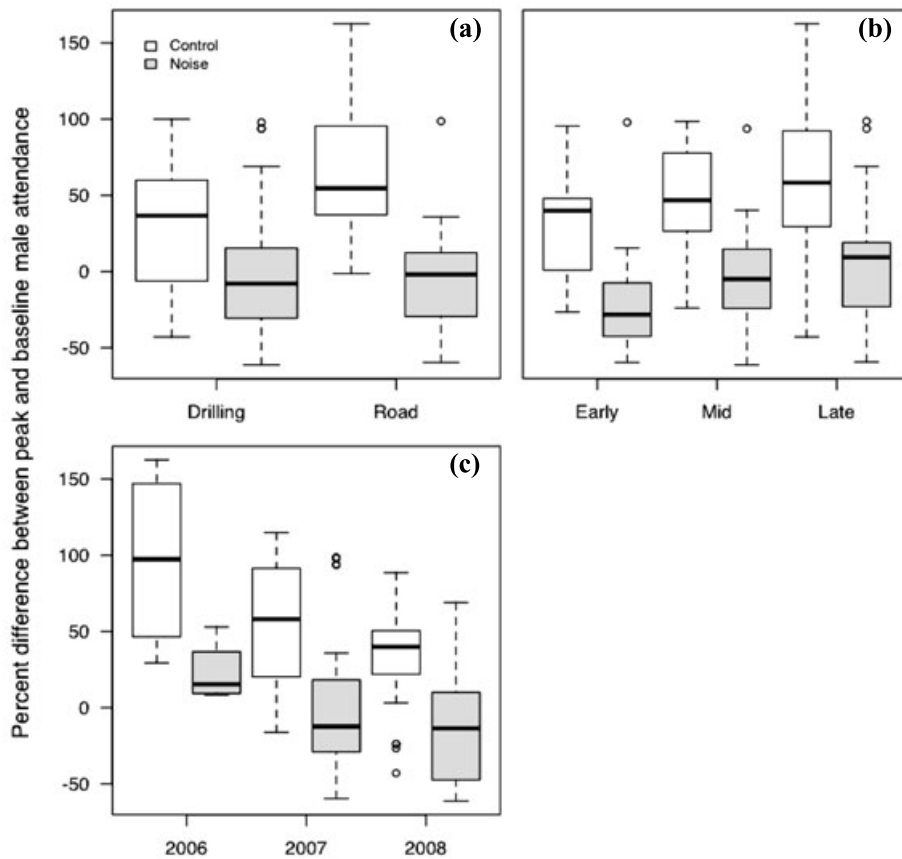 Percent difference between peak and baseline male attendance
(a)
150
100
50
0
-50
Control
Noise
Drilling Road
(b)
Early Mid Late
(c)
150
100
50
0
-50
2006 2007 2008